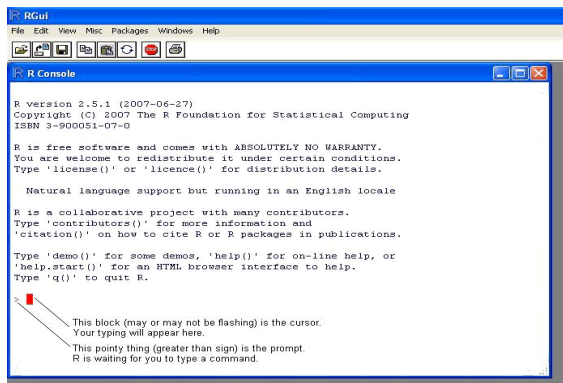 RGui
File Edit View Misc Packages Windows Help
STOP
R Console
R version 2.5.1 (2007-06-27)
Copyright (C) 2007 The R Foundation for Statistical Computing
ISBN 3-900051-07-0
R is free software and comes with ABSOLUTELY NO WARRANTY.
You are welcome to redistribute it under certain conditions.
Type 'license()' or 'licence()' for distribution details.
Natural language support but running in an English locale
R is a collaborative project with many contributors.
Type 'contributors()' for more information and
'citation()' on how to cite R or R packages in publications.
Type 'demo()' for some demos, 'help()' for on-line help, or
'help.start()' for an HTML browser interface to help.
Type 'q()' to quit R.
>
This block (may or may not be flashing) is the cursor.
Your typing will appear here.
This pointy thing (greater than sign) is the prompt.
R is waiting for you to type a command.